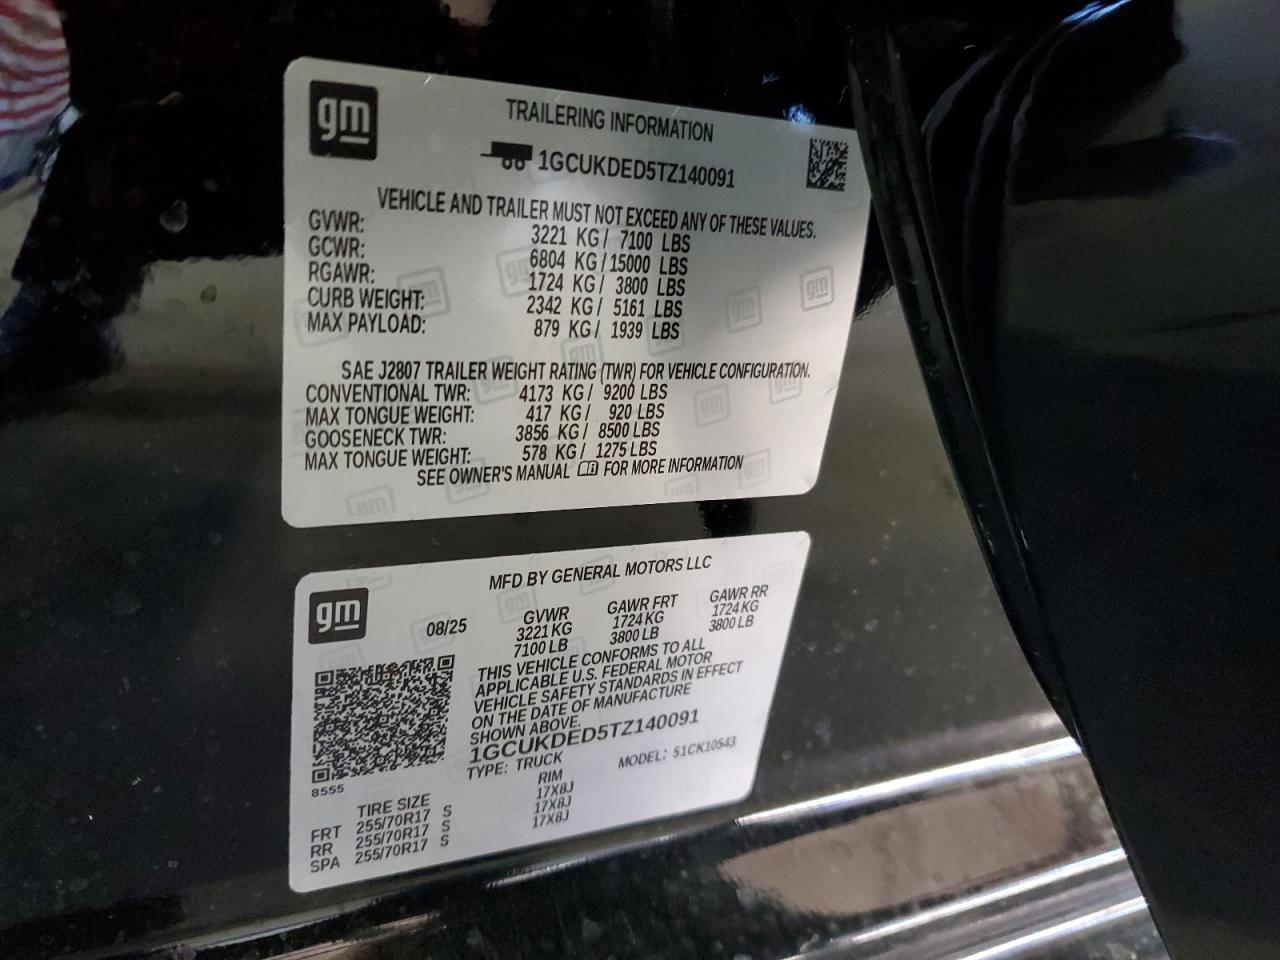 gm
TRAILERING INFORMATION
1GCUKDED5TZ140091
VEHICLE AND TRAILER MUST NOT EXCEED ANY OF THESE VALUES.
GVWR: 3221 KG/ 7100 LBS
GCWR: 6804 KG/15000 LBS
RGAWR: 1724 KG/ 3800 LBS
CURB WEIGHT: 2342 KG/ 5161 LBS
MAX PAYLOAD: 879 KG/ 1939 LBS
SAE J2807 TRAILER WEIGHT RATING (TWR) FOR VEHICLE CONFIGURATION.
CONVENTIONAL TWR: 4173 KG/ 9200 LBS
MAX TONGUE WEIGHT: 417 KG/ 920 LBS
GOOSENECK TWR: 3856 KG/ 8500 LBS
MAX TONGUE WEIGHT: 578 KG/ 1275 LBS
SEE OWNER'S MANUAL FOR MORE INFORMATION
gm
MFD BY GENERAL MOTORS LLC
08/25
GVWR GAWR FRT GAWR RR
3221 KG 1724 KG 1724 KG
7100 LB 3800 LB 3800 LB
THIS VEHICLE CONFORMS TO ALL
APPLICABLE U.S. FEDERAL MOTOR
VEHICLE SAFETY STANDARDS IN EFFECT
ON THE DATE OF MANUFACTURE
SHOWN ABOVE.
1GCUKDED5TZ140091
TYPE: TRUCK MODEL: 51CK10543
8555
TIRE SIZE RIM
FRT 255/70R17 S 17X8J
RR 255/70R17 S 17X8J
SPA 255/70R17 S 17X8J